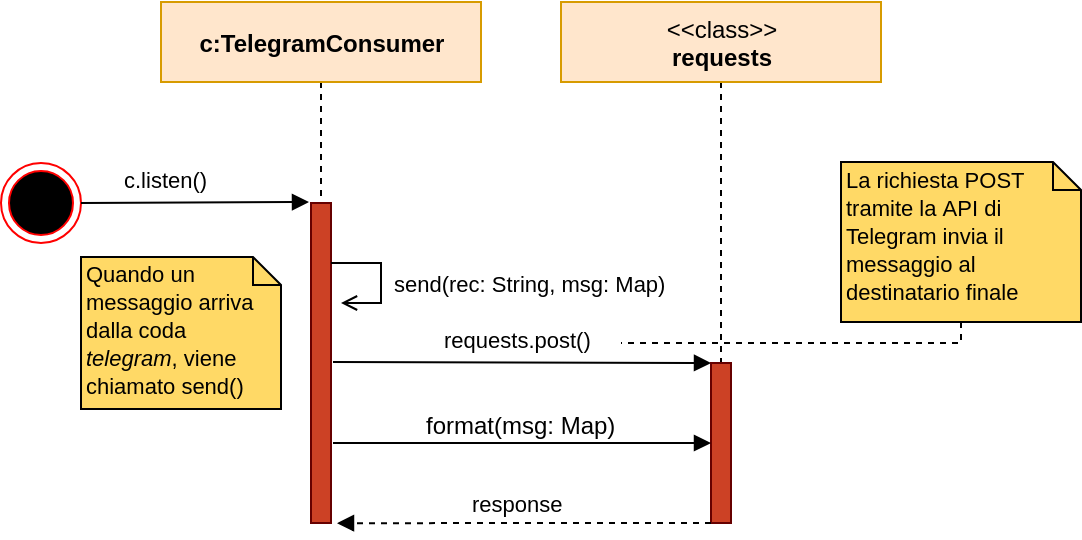 c:TelegramConsumer
<<class>>
requests
c.listen()
La richiesta POST
tramite la API di
Telegram invia il
messaggio al
destinatario finale
Quando un
messaggio arriva
dalla coda
telegram, viene
chiamato send()
send(rec: String, msg: Map)
requests.post()
format(msg: Map)
response